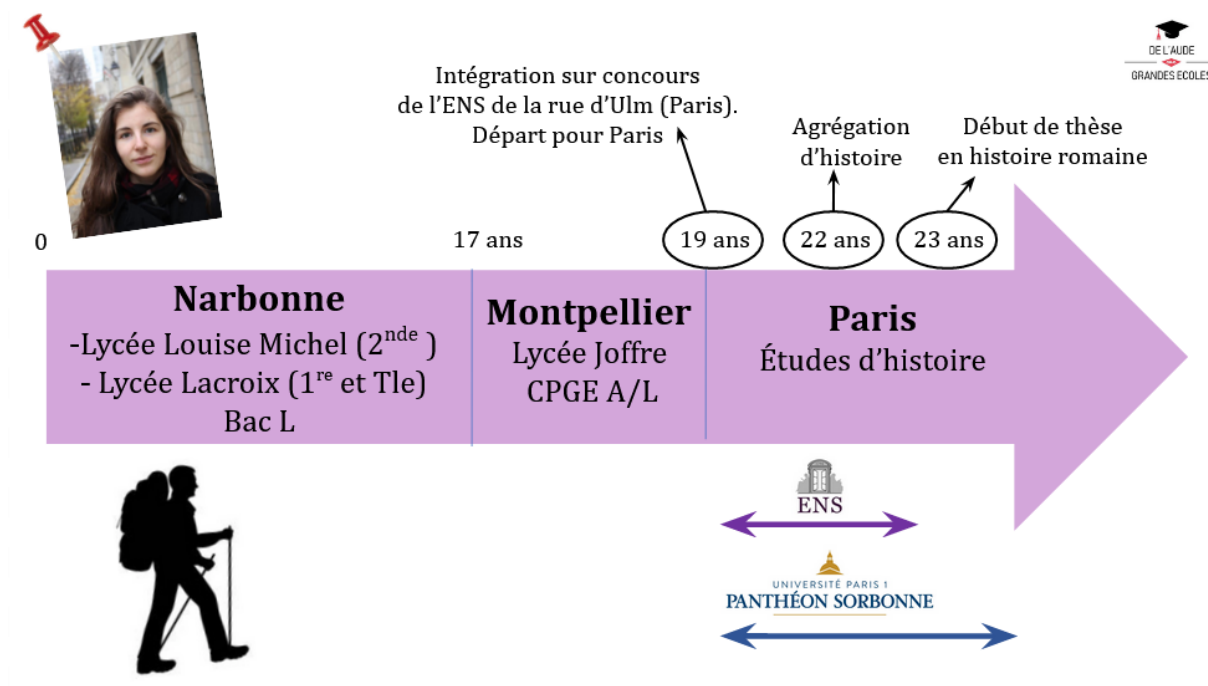 DE L'AUDE
AUX
GRANDES ECOLES
Intégration sur concours
de l'ENS de la rue d'Ulm (Paris).
Départ pour Paris
Agrégation
d'histoire
Début de thèse
en histoire romaine
0
17 ans
19 ans
22 ans
23 ans
Narbonne
-Lycée Louise Michel (2nde )
- Lycée Lacroix (1re et Tle)
Bac L
Montpellier
Lycée Joffre
CPGE A/L
Paris
Études d'histoire
ENS
UNIVERSITÉ PARIS 1
PANTHÉON SORBONNE